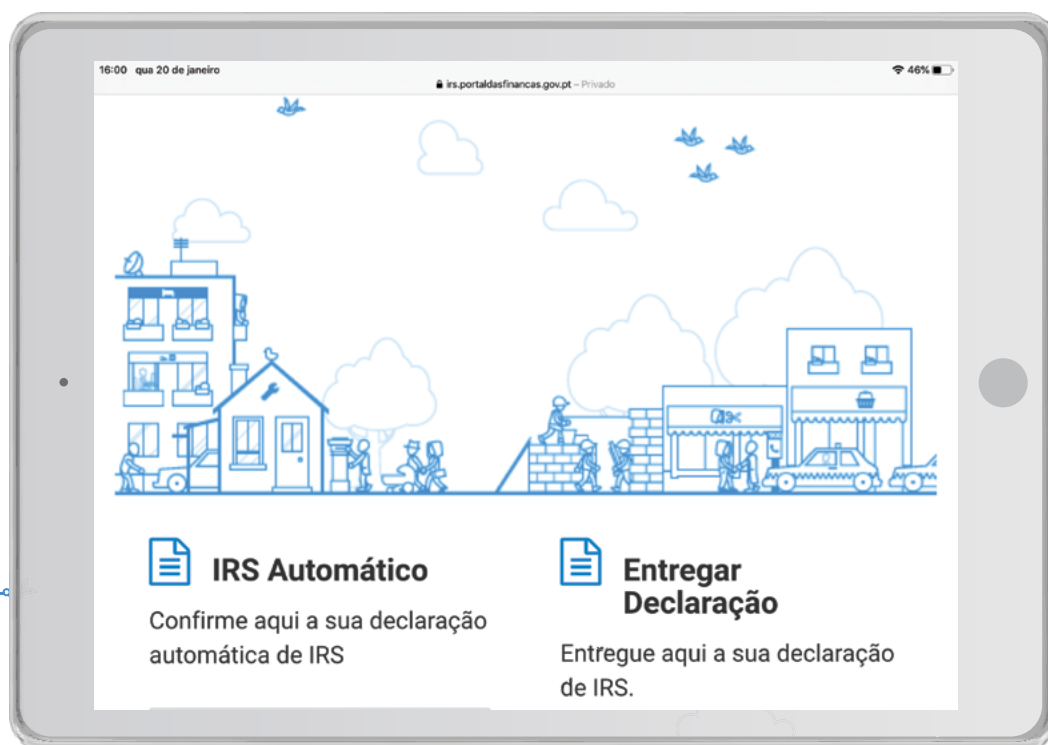 16:00 qua 20 de janeiro
irs.portaldasfinancas.gov.pt – Privado
46%
IRS Automático
Confirme aqui a sua declaração
automática de IRS
Entregar
Declaração
Entregue aqui a sua declaração
de IRS.